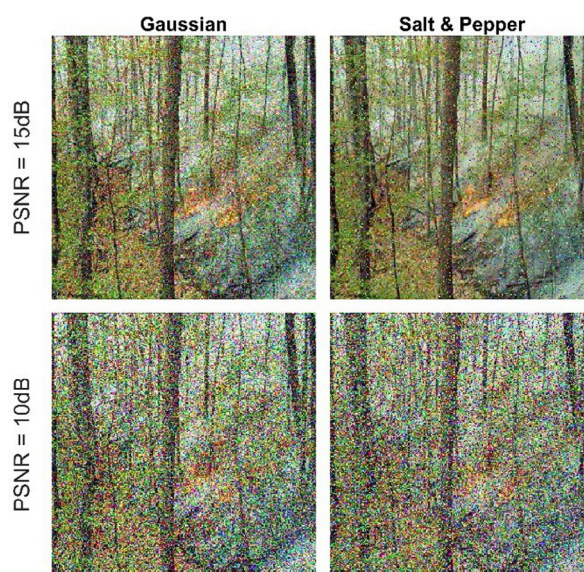 Gaussian
Salt & Pepper
PSNR = 15dB
PSNR = 10dB